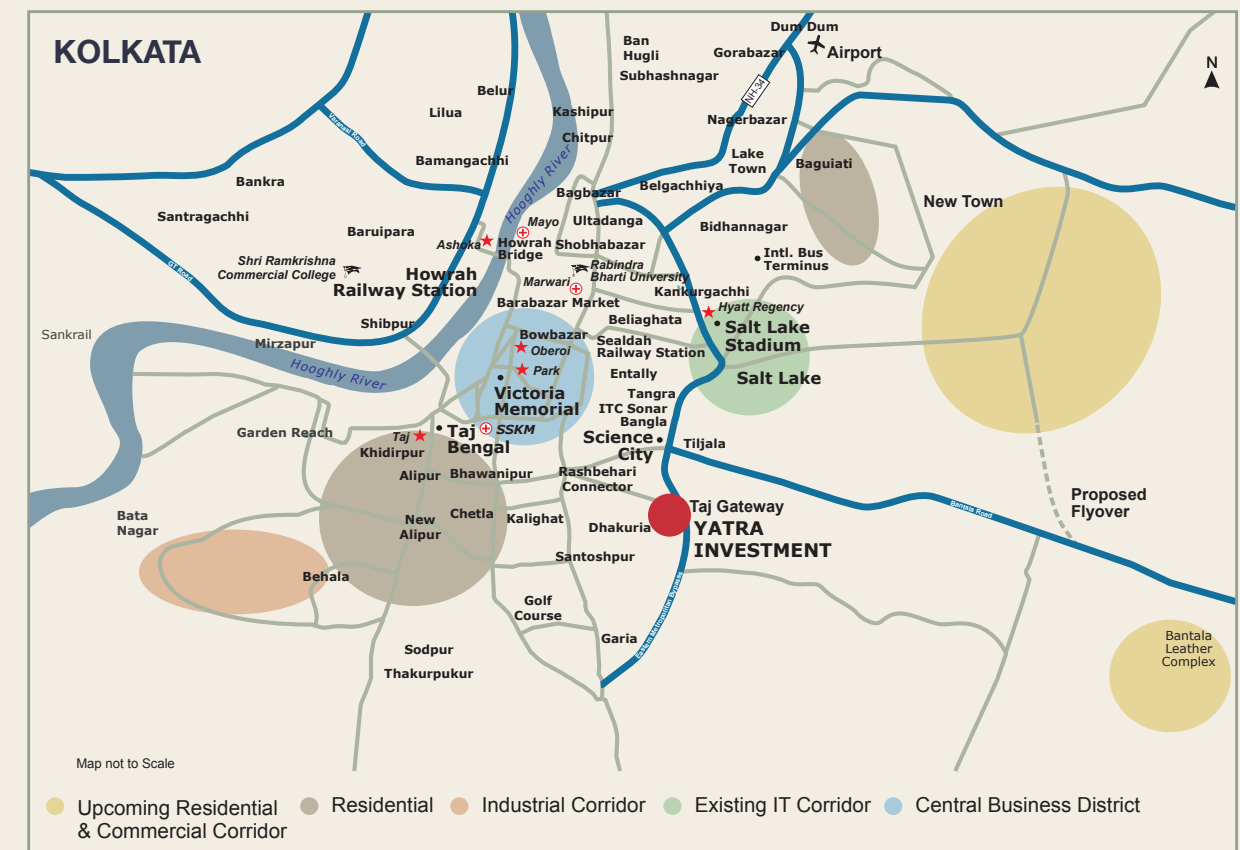 KOLKATA
Dum Dum
Airport
Gorabazar
Ban
Hugli
Subhashnagar
N
NH-34
Belur
Lilua
Kashipur
Chitpur
Nagerbazar
Bamangachhi
Hooghly River
Lake
Town
Baguiati
Bankra
Bagbazar
Belgachhiya
New Town
Santragachhi
Baruipara
Mayo
Ultadanga
Bidhannagar
Ashoka
Howrah
Bridge
Shobhabazar
Shri Ramkrishna
Commercial College
Howrah
Railway Station
Rabindra
Bharti University
Marwari
Intl. Bus
Terminus
GT Road
Kankurgachhi
Barabazar Market
Hyatt Regency
Shibpur
Beliaghata
Salt Lake
Stadium
Sankrail
Mirzapur
Bowbazar
Oberoi
Sealdah
Railway Station
Hooghly River
Park
Entally
Salt Lake
Victoria
Memorial
Tangra
ITC Sonar
Bangla
Garden Reach
Taj
Taj
Bengal
SSKM
Science
City
Tiljala
Khidirpur
Alipur
Bhawanipur
Rashbehari
Connector
Proposed
Flyover
Bata
Nagar
New
Alipur
Chetla
Kalighat
Dhakuria
Taj Gateway
YATRA
INVESTMENT
Bantala Road
Santoshpur
Behala
Eastern Metropolitan Bypass
Golf
Course
Garia
Bantala
Leather
Complex
Sodpur
Thakurpukur
Map not to Scale
Upcoming Residential
& Commercial Corridor
Residential
Industrial Corridor
Existing IT Corridor
Central Business District